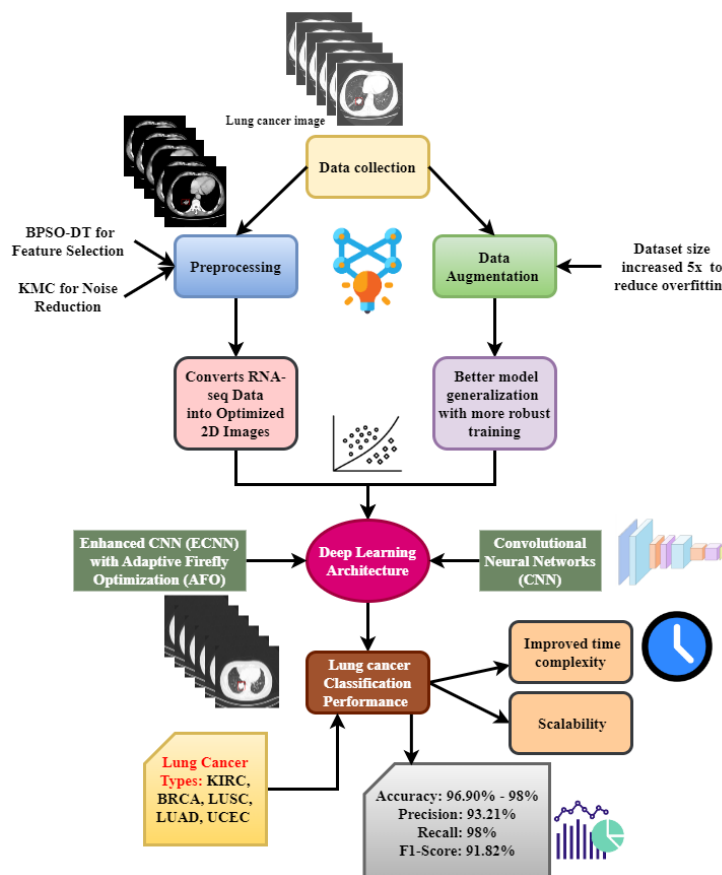 Lung cancer image
Data collection
BPSO-DT for
Feature Selection
KMC for Noise
Reduction
Preprocessing
Data
Augmentation
Dataset size
increased 5x to
reduce overfittin
Converts RNA-
seq Data
into Optimized
2D Images
Better model
generalization
with more robust
training
Enhanced CNN (ECNN)
with Adaptive Firefly
Optimization (AFO)
Deep Learning
Architecture
Convolutional
Neural Networks
(CNN)
Lung cancer
Classification
Performance
Improved time
complexity
Scalability
Lung Cancer
Types: KIRC,
BRCA, LUSC,
LUAD, UCEC
Accuracy: 96.90% - 98%
Precision: 93.21%
Recall: 98%
F1-Score: 91.82%